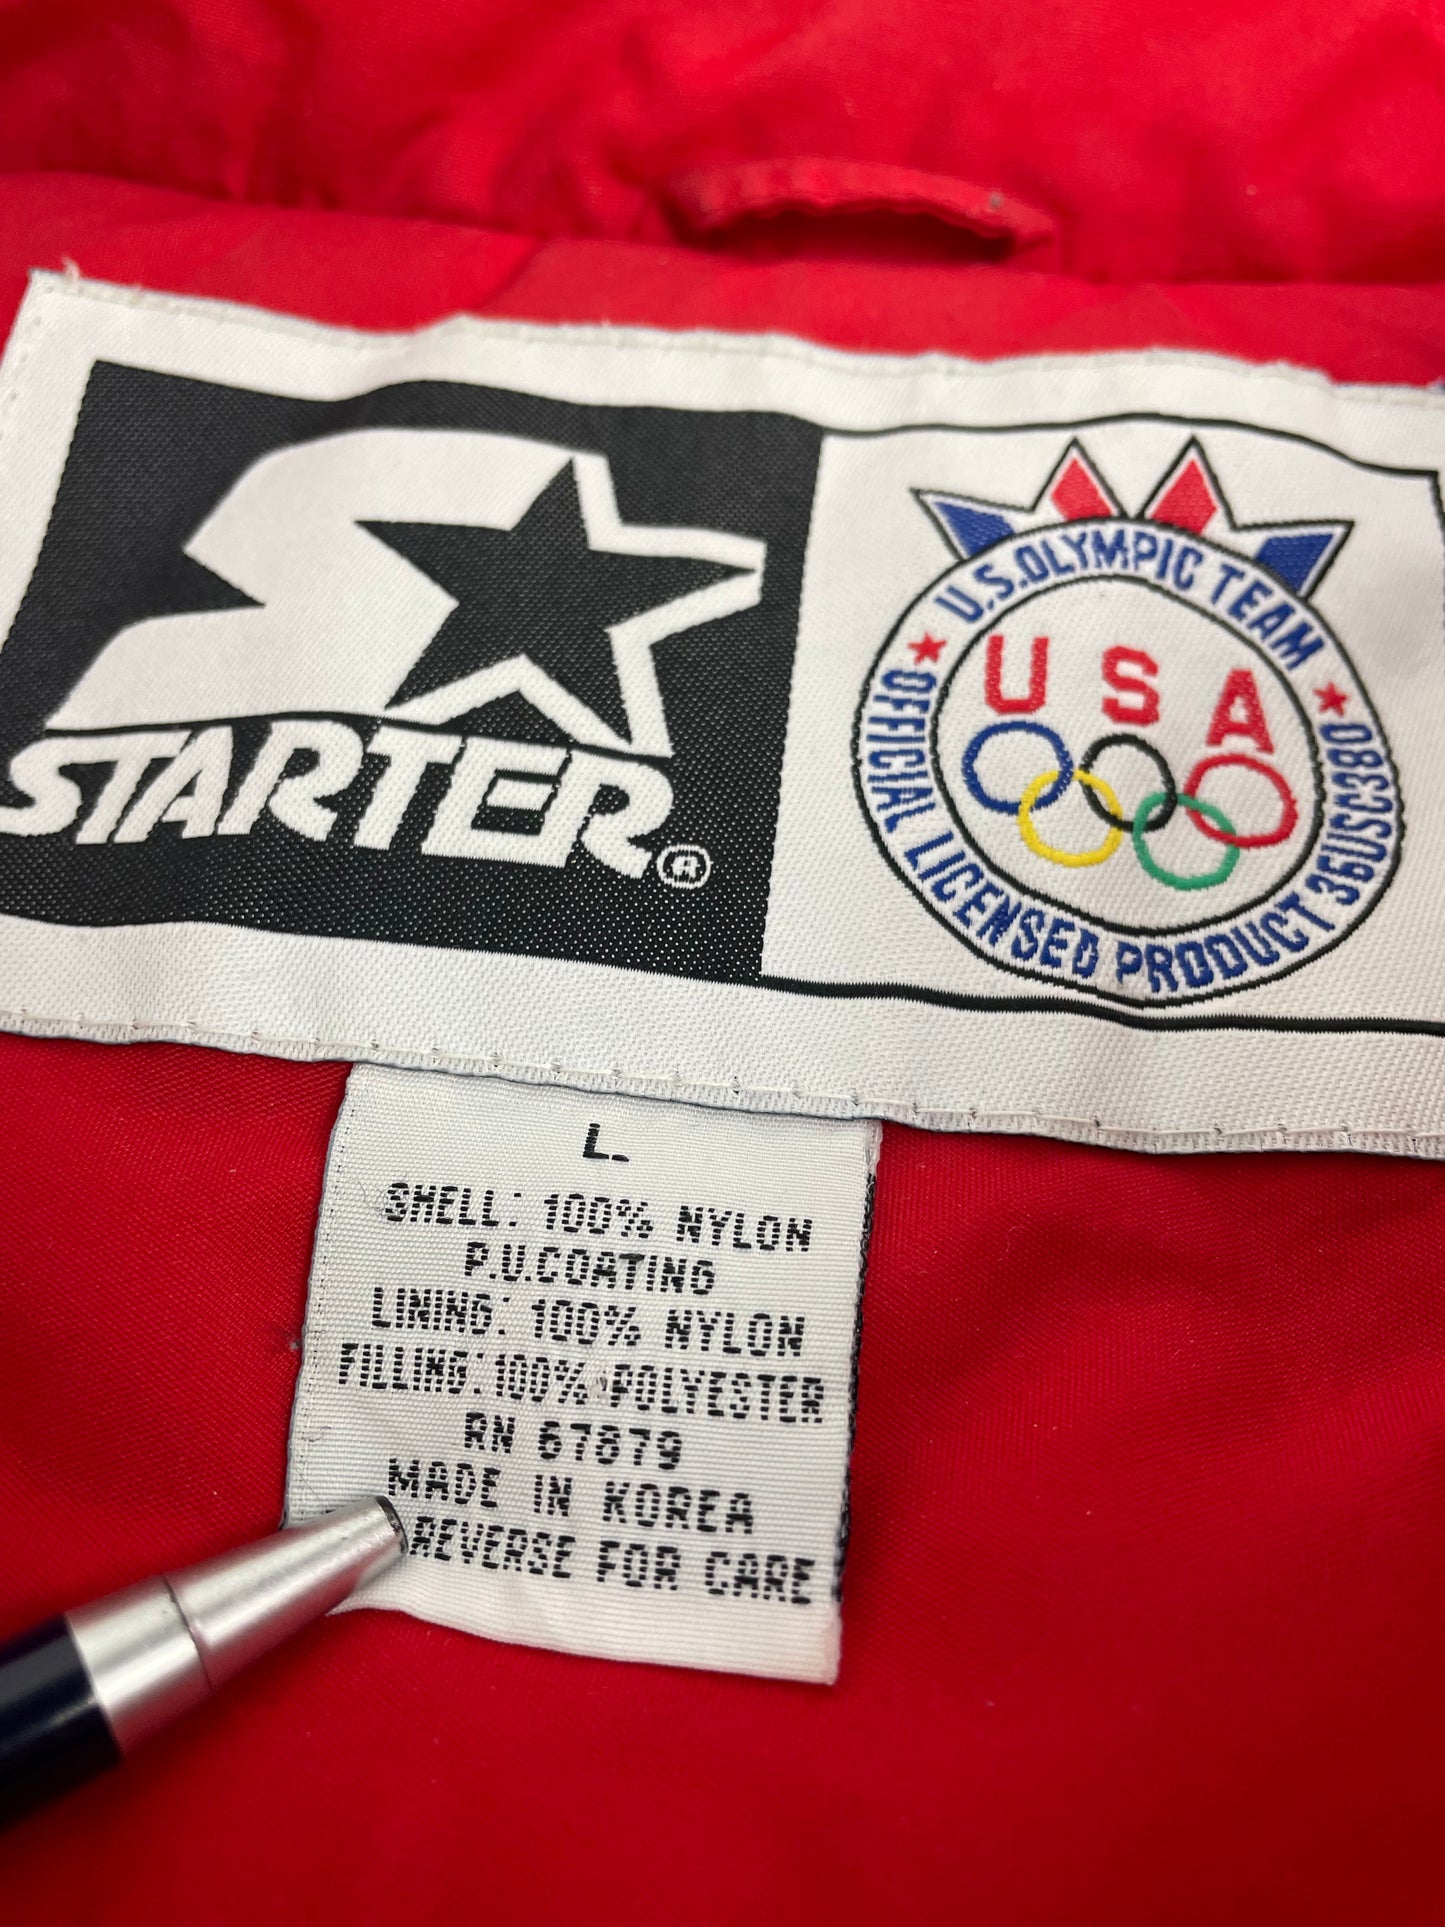 STARTER®
U.S.OLYMPIC TEAM
USA
OFFICIAL LICENSED PRODUCT 36USC380
L.
SHELL: 100% NYLON
P.U.COATING
LINING: 100% NYLON
FILLING: 100% POLYESTER
RN 67879
MADE IN KOREA
REVERSE FOR CARE